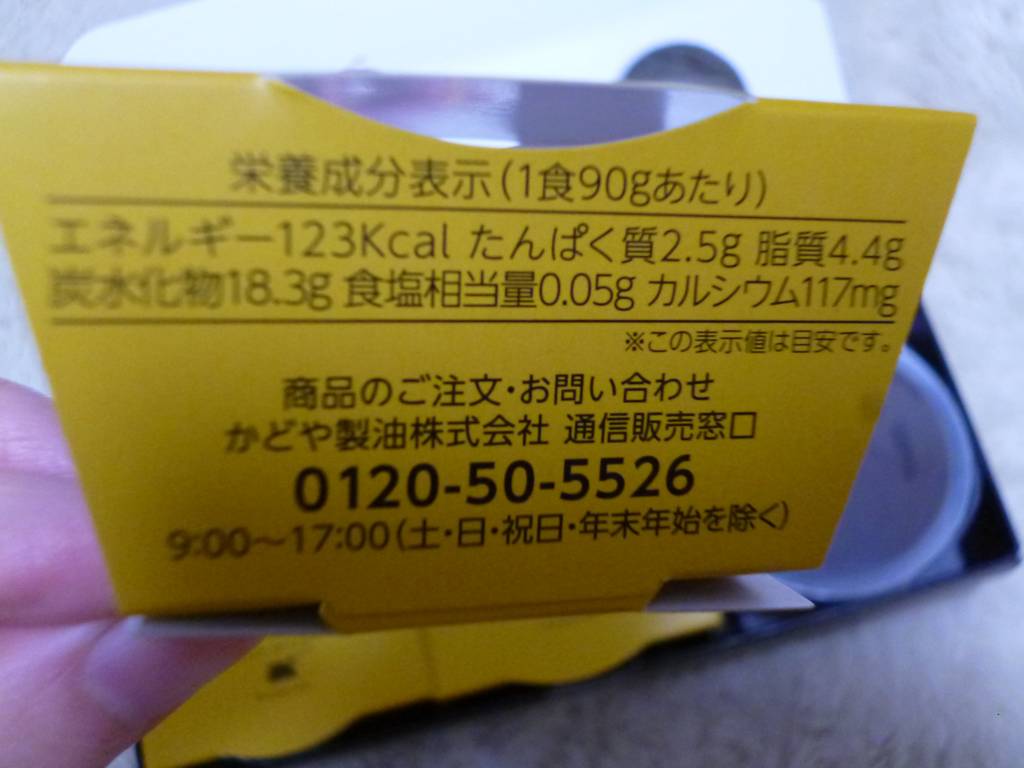 栄養成分表示(1食90gあたり)
エネルギー123Kcal たんぱく質2.5g 脂質4.4g
炭水化物18.3g 食塩相当量0.05g カルシウム117mg
※この表示値は目安です。
商品のご注文・お問い合わせ
かどや製油株式会社 通信販売窓口
0120-50-5526
9:00〜17:00(土・日・祝日・年末年始を除く)